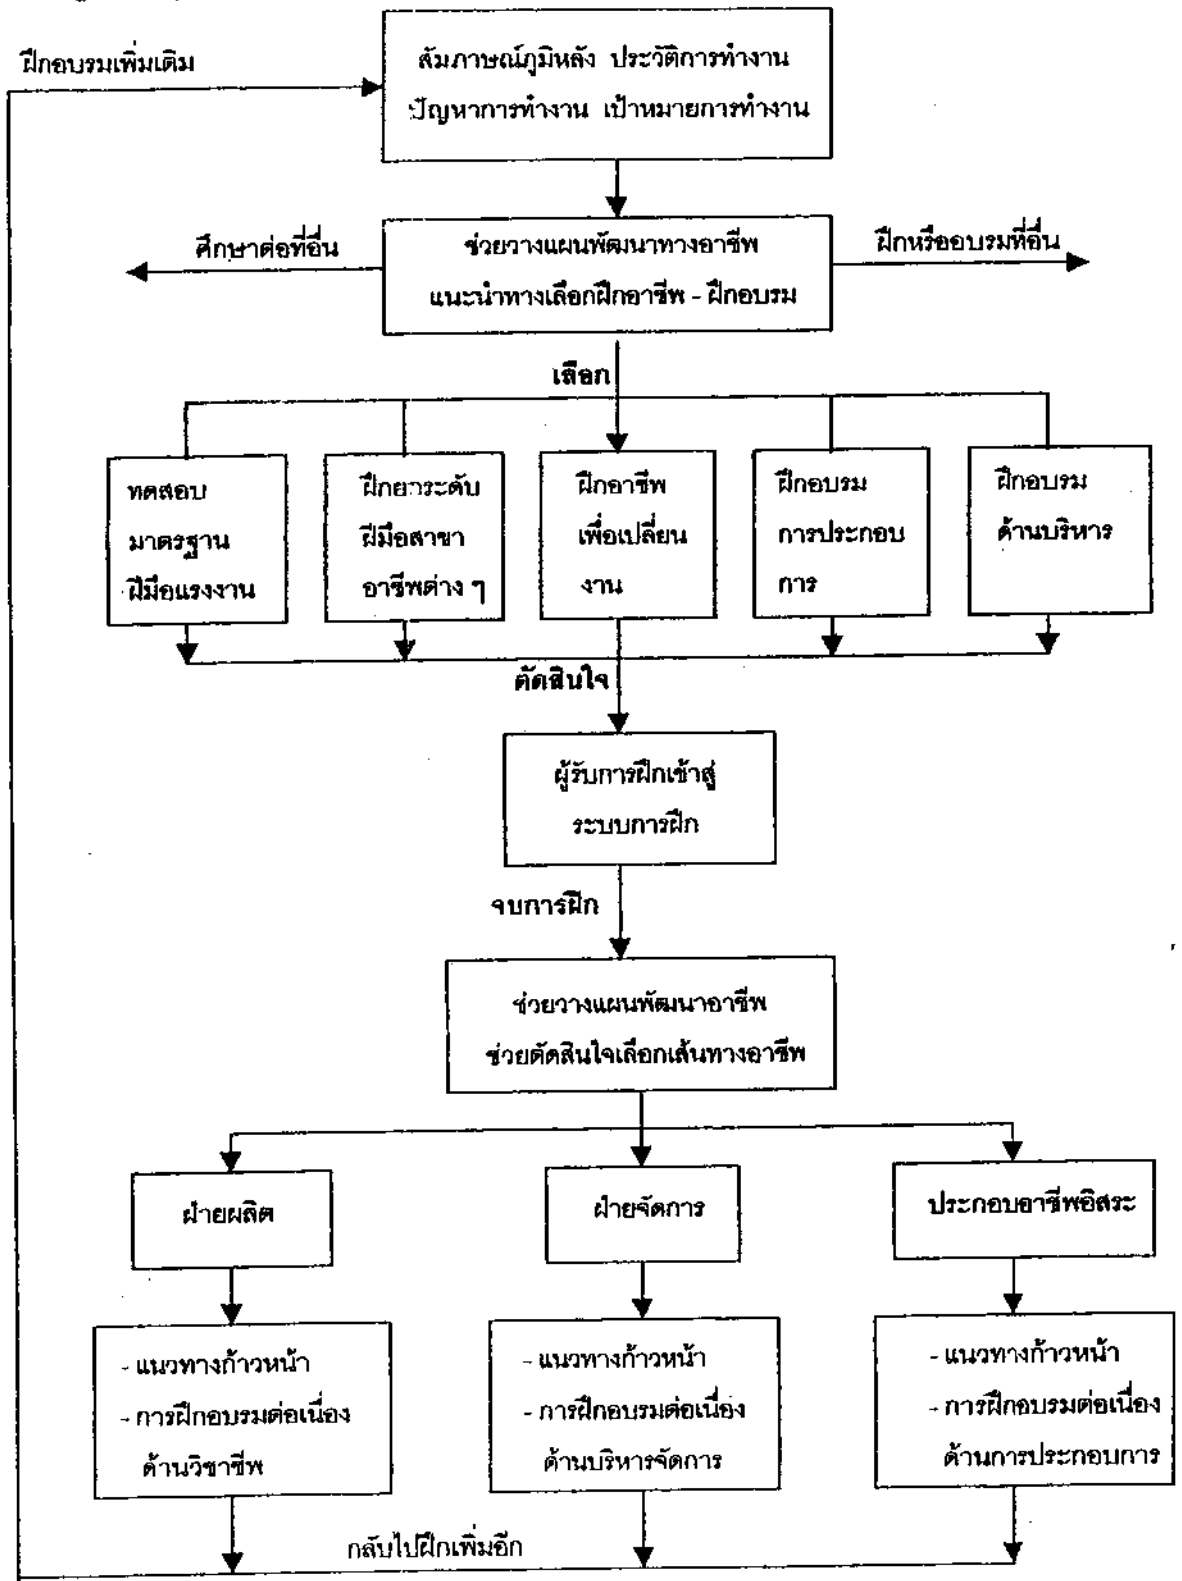 ฝึกอบรมเพิ่มเติม
สัมภาษณ์ภูมิหลัง ประวัติการทำงาน
ปัญหาการทำงาน เป้าหมายการทำงาน
ศึกษาต่อที่อื่น
ช่วยวางแผนพัฒนาทางอาชีพ
แนะนำทางเลือกฝึกอาชีพ - ฝึกอบรม
ฝึกหรืออบรมที่อื่น
เลือก
ทดสอบ
มาตรฐาน
ฝีมือแรงงาน
ฝึกยกระดับ
ฝีมือสาขา
อาชีพต่าง ๆ
ฝึกอาชีพ
เพื่อเปลี่ยน
งาน
ฝึกอบรม
การประกอบ
การ
ฝึกอบรม
ด้านบริหาร
ตัดสินใจ
ผู้รับการฝึกเข้าสู่
ระบบการฝึก
จบการฝึก
ช่วยวางแผนพัฒนาอาชีพ
ช่วยตัดสินใจเลือกเส้นทางอาชีพ
ฝ่ายผลิต
ฝ่ายจัดการ
ประกอบอาชีพอิสระ
- แนวทางก้าวหน้า
- การฝึกอบรมต่อเนื่อง
ด้านวิชาชีพ
- แนวทางก้าวหน้า
- การฝึกอบรมต่อเนื่อง
ด้านบริหารจัดการ
- แนวทางก้าวหน้า
- การฝึกอบรมต่อเนื่อง
ด้านการประกอบการ
กลับไปฝึกเพิ่มอีก